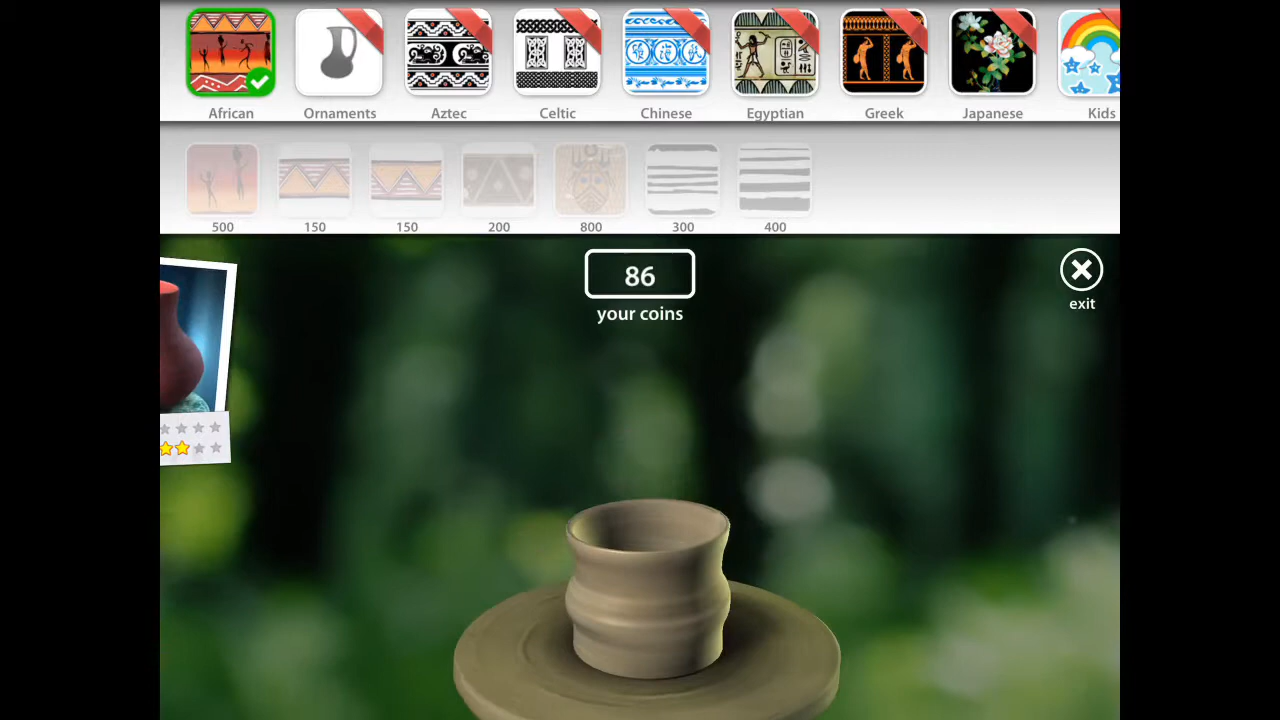 African Ornaments Aztec Celtic Chinese Egyptian Greek Japanese Kids
500 150 150 200 800 300 400
86
your coins
exit